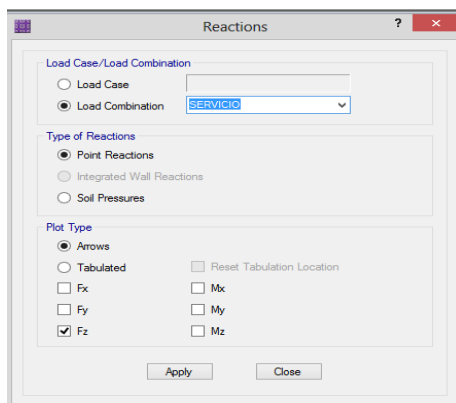 Reactions ?
Load Case/Load Combination
Load Case
Load Combination SERVICIO
Type of Reactions
Point Reactions
Integrated Wall Reactions
Soil Pressures
Plot Type
Arrows
Tabulated Reset Tabulation Location
Fx Mx
Fy My
Fz Mz
Apply Close